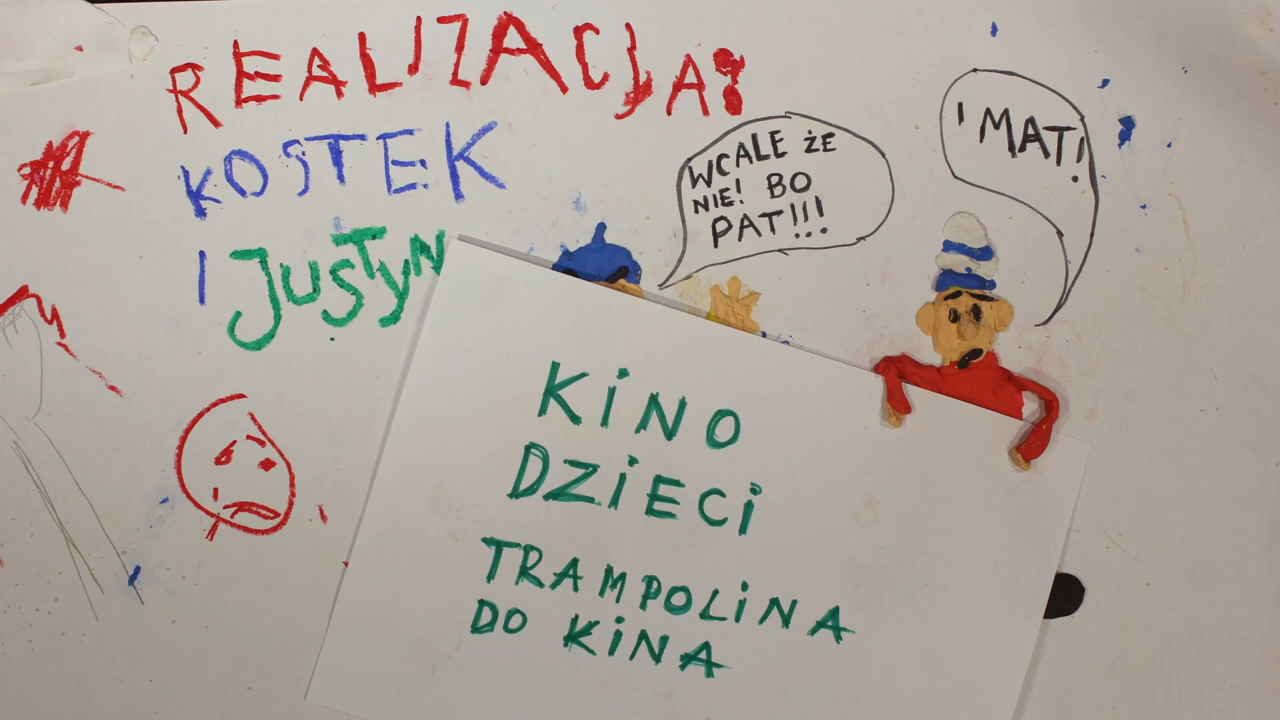 REALIZACJA:
KOSTEK
I JUSTYN
WCALE ŻE
NIE! BO
PAT!!!
I MAT!
KiNO
DZiECi
TRAMPOLiNA
DO KiNA